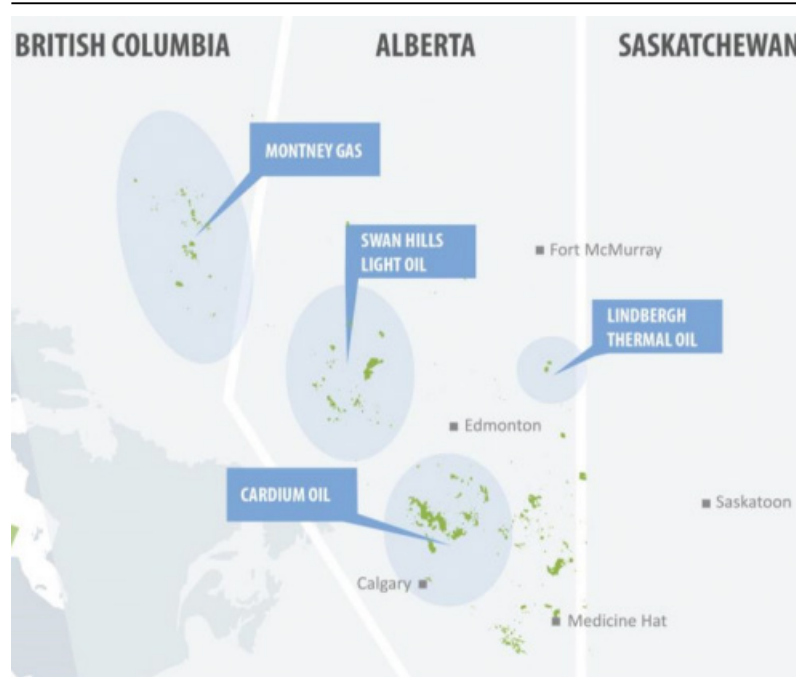 BRITISH COLUMBIA
ALBERTA
SASKATCHEWAN
MONTNEY GAS
SWAN HILLS
LIGHT OIL
Fort McMurray
LINDBERGH
THERMAL OIL
Edmonton
CARDIUM OIL
Saskatoon
Calgary
Medicine Hat